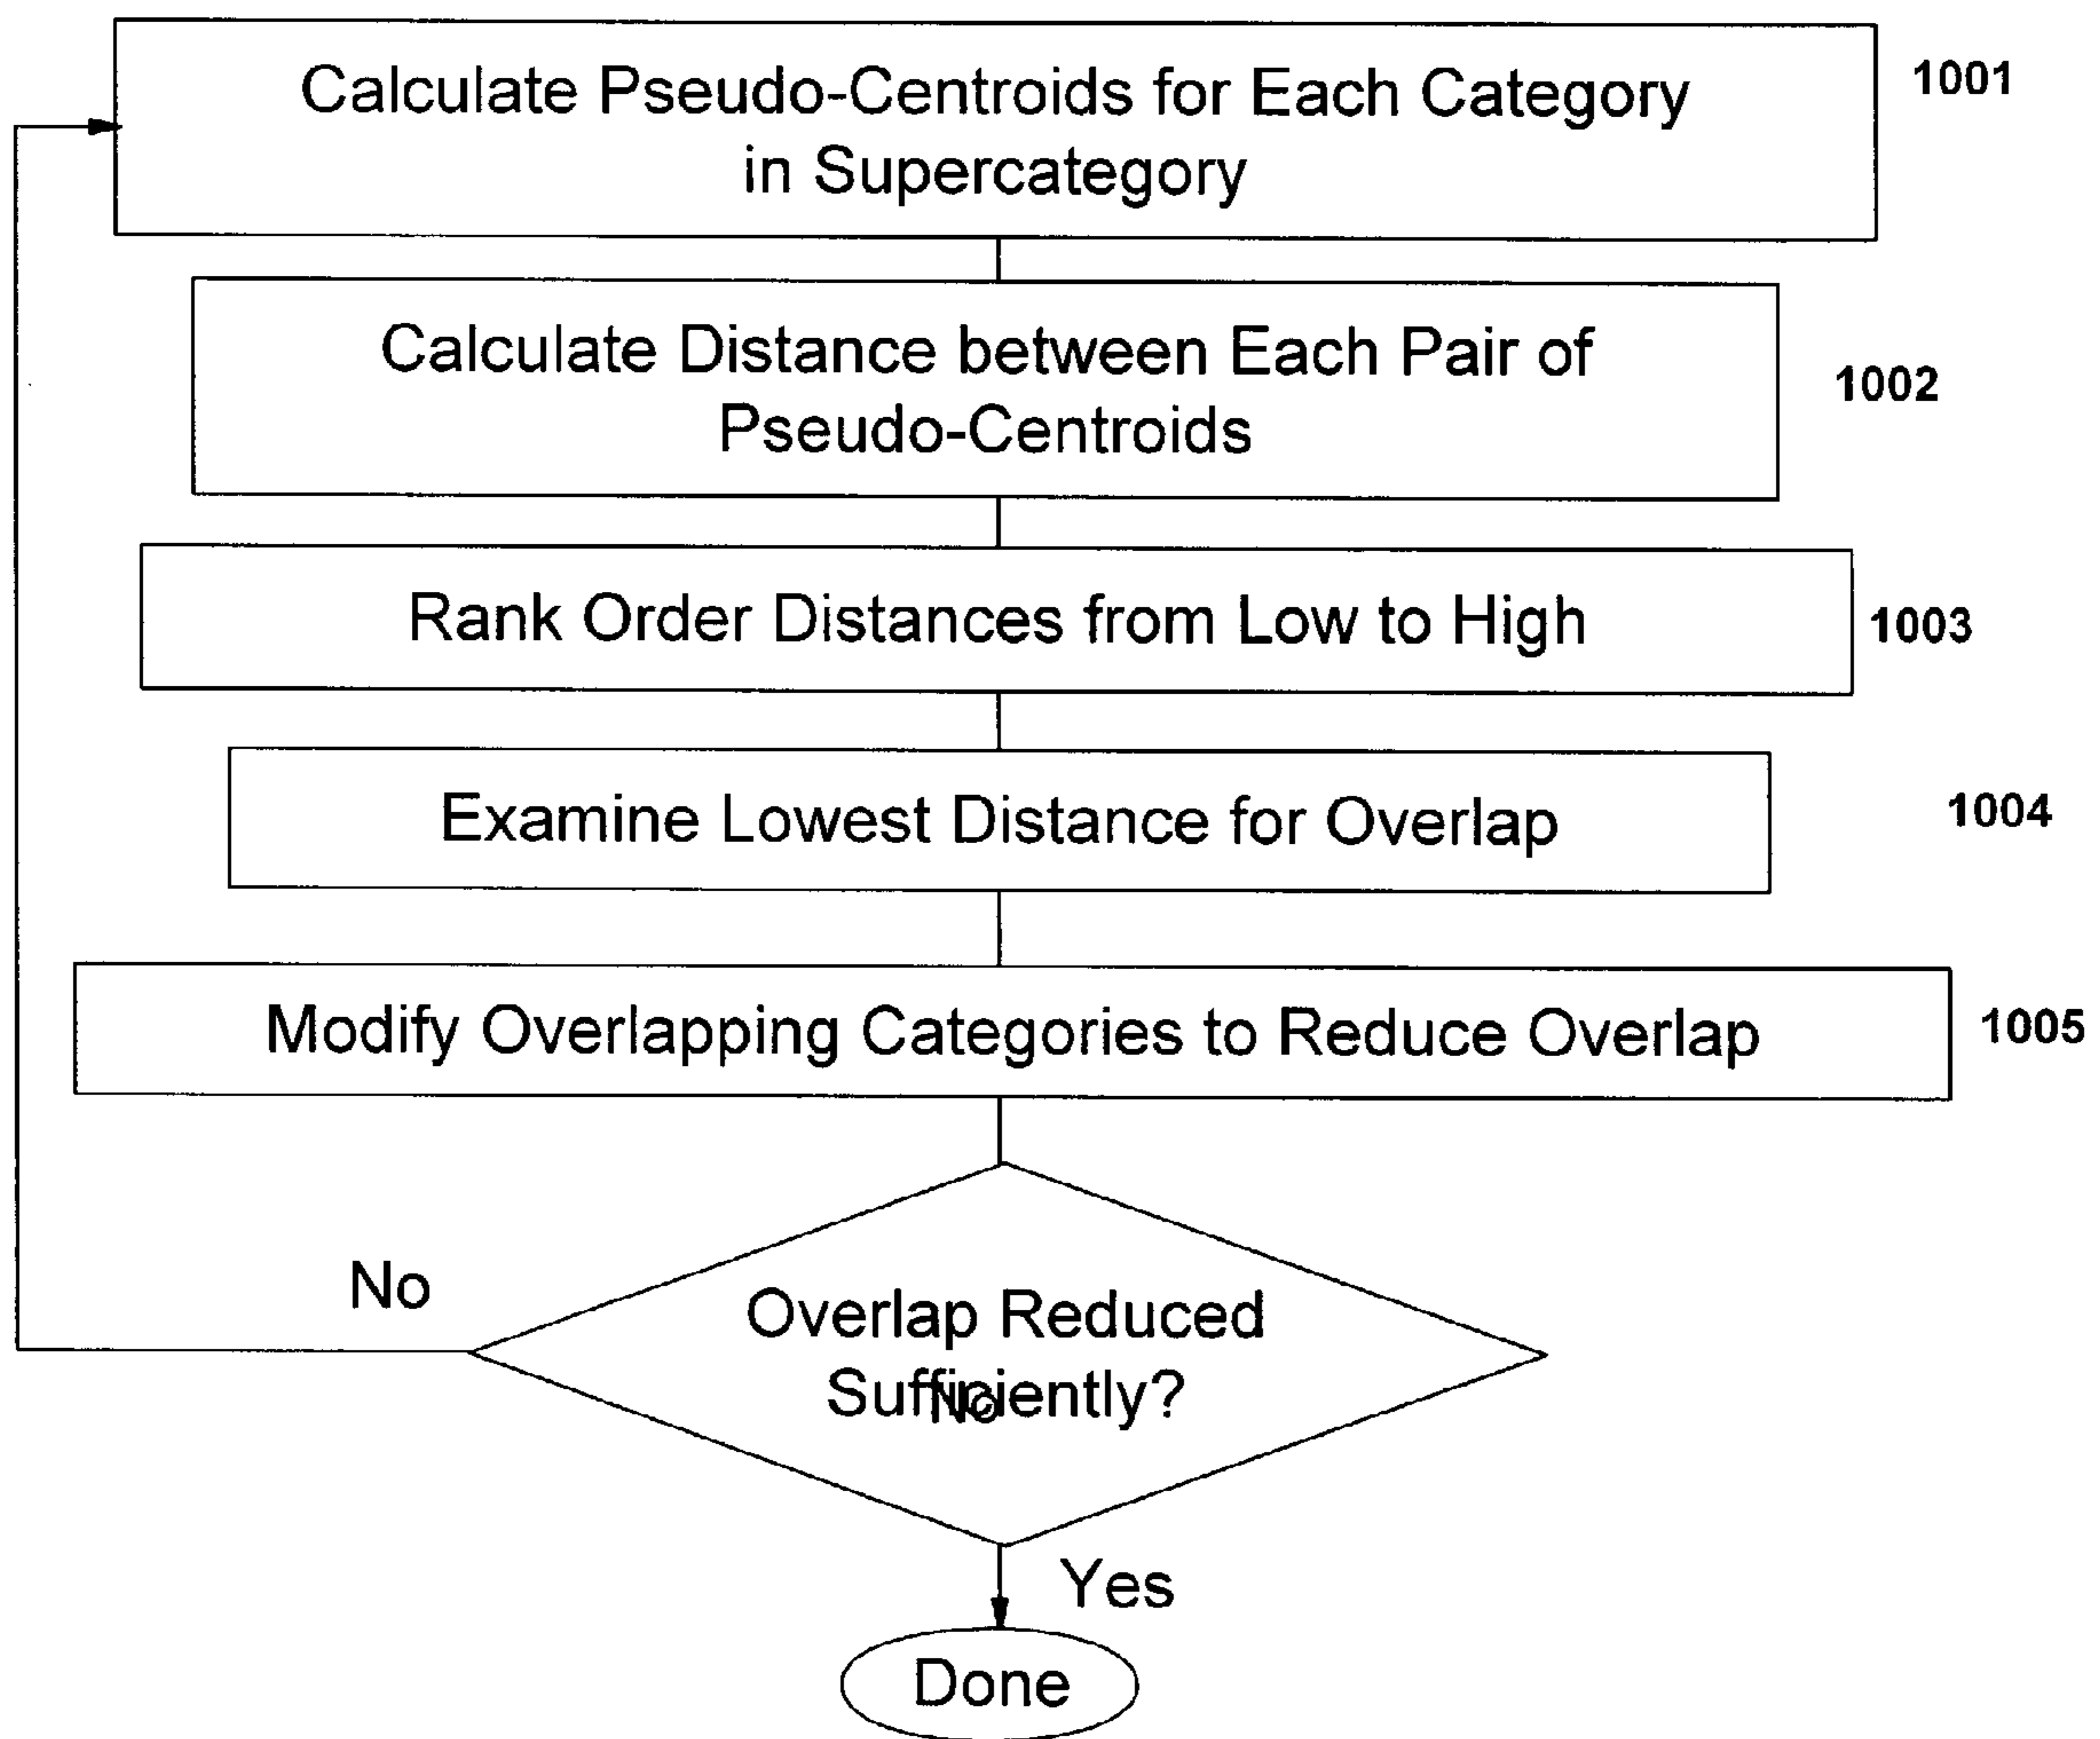 Calculate Pseudo-Centroids for Each Category
in Supercategory
1001
Calculate Distance between Each Pair of
Pseudo-Centroids
1002
Rank Order Distances from Low to High
1003
Examine Lowest Distance for Overlap
1004
Modify Overlapping Categories to Reduce Overlap
1005
No
Overlap Reduced
Sufficiently?
No
Yes
Done